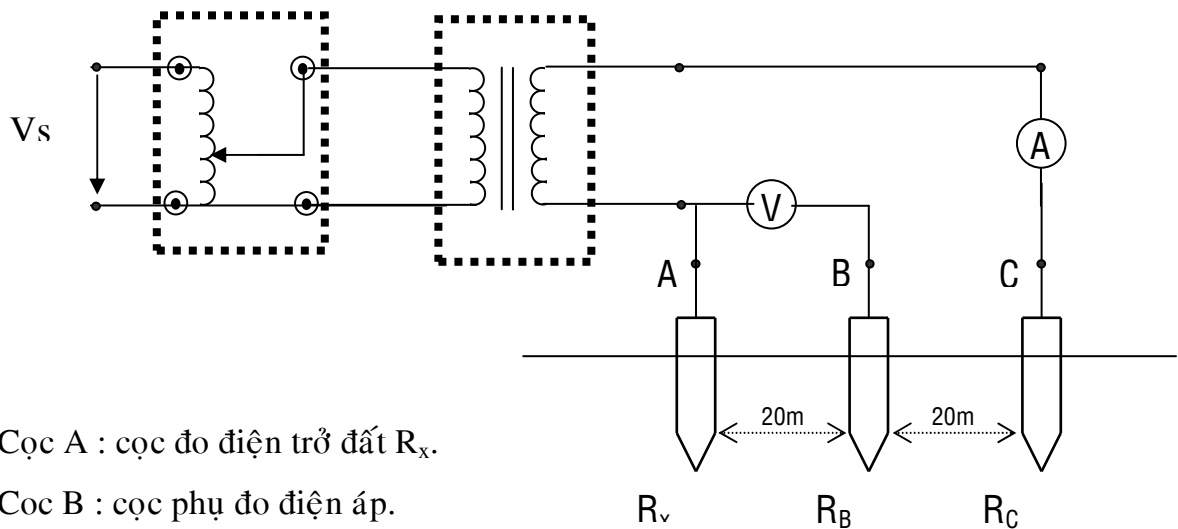 Vs
A
V
A B C
20m 20m
Cọc A : cọc đo điện trở đất Rₓ.
Coc B : cọc phụ đo điện áp.
Rₓ R_B R_C